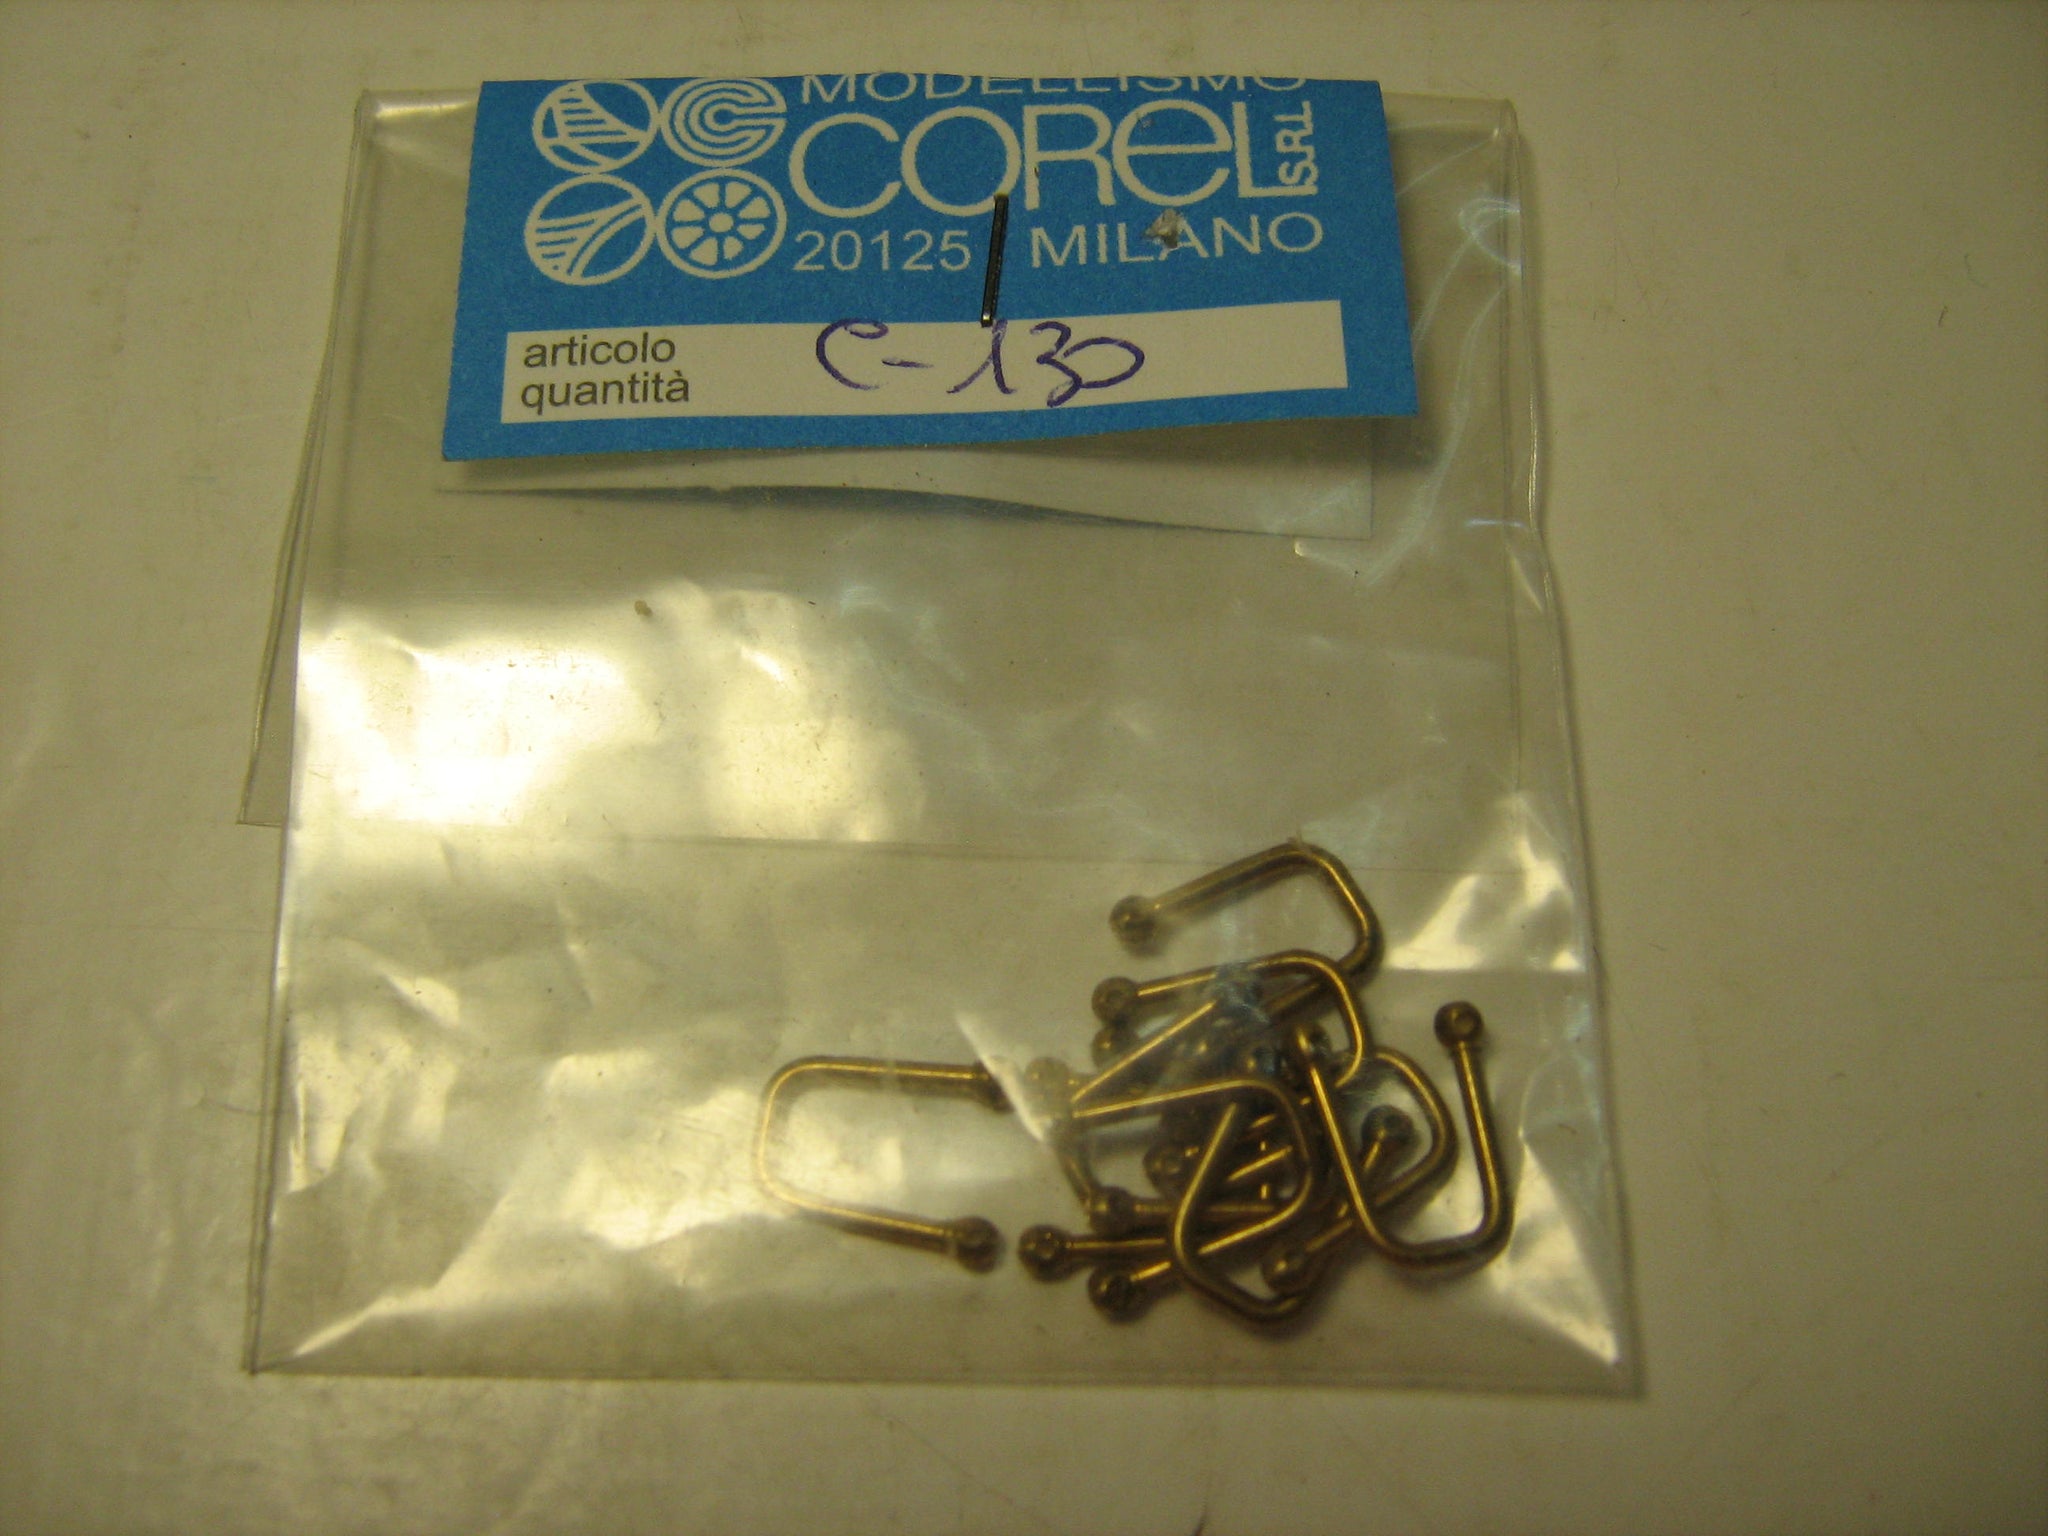 MODELLISMO
COREL S.R.L.
20125 MILANO
articolo C-130
quantità